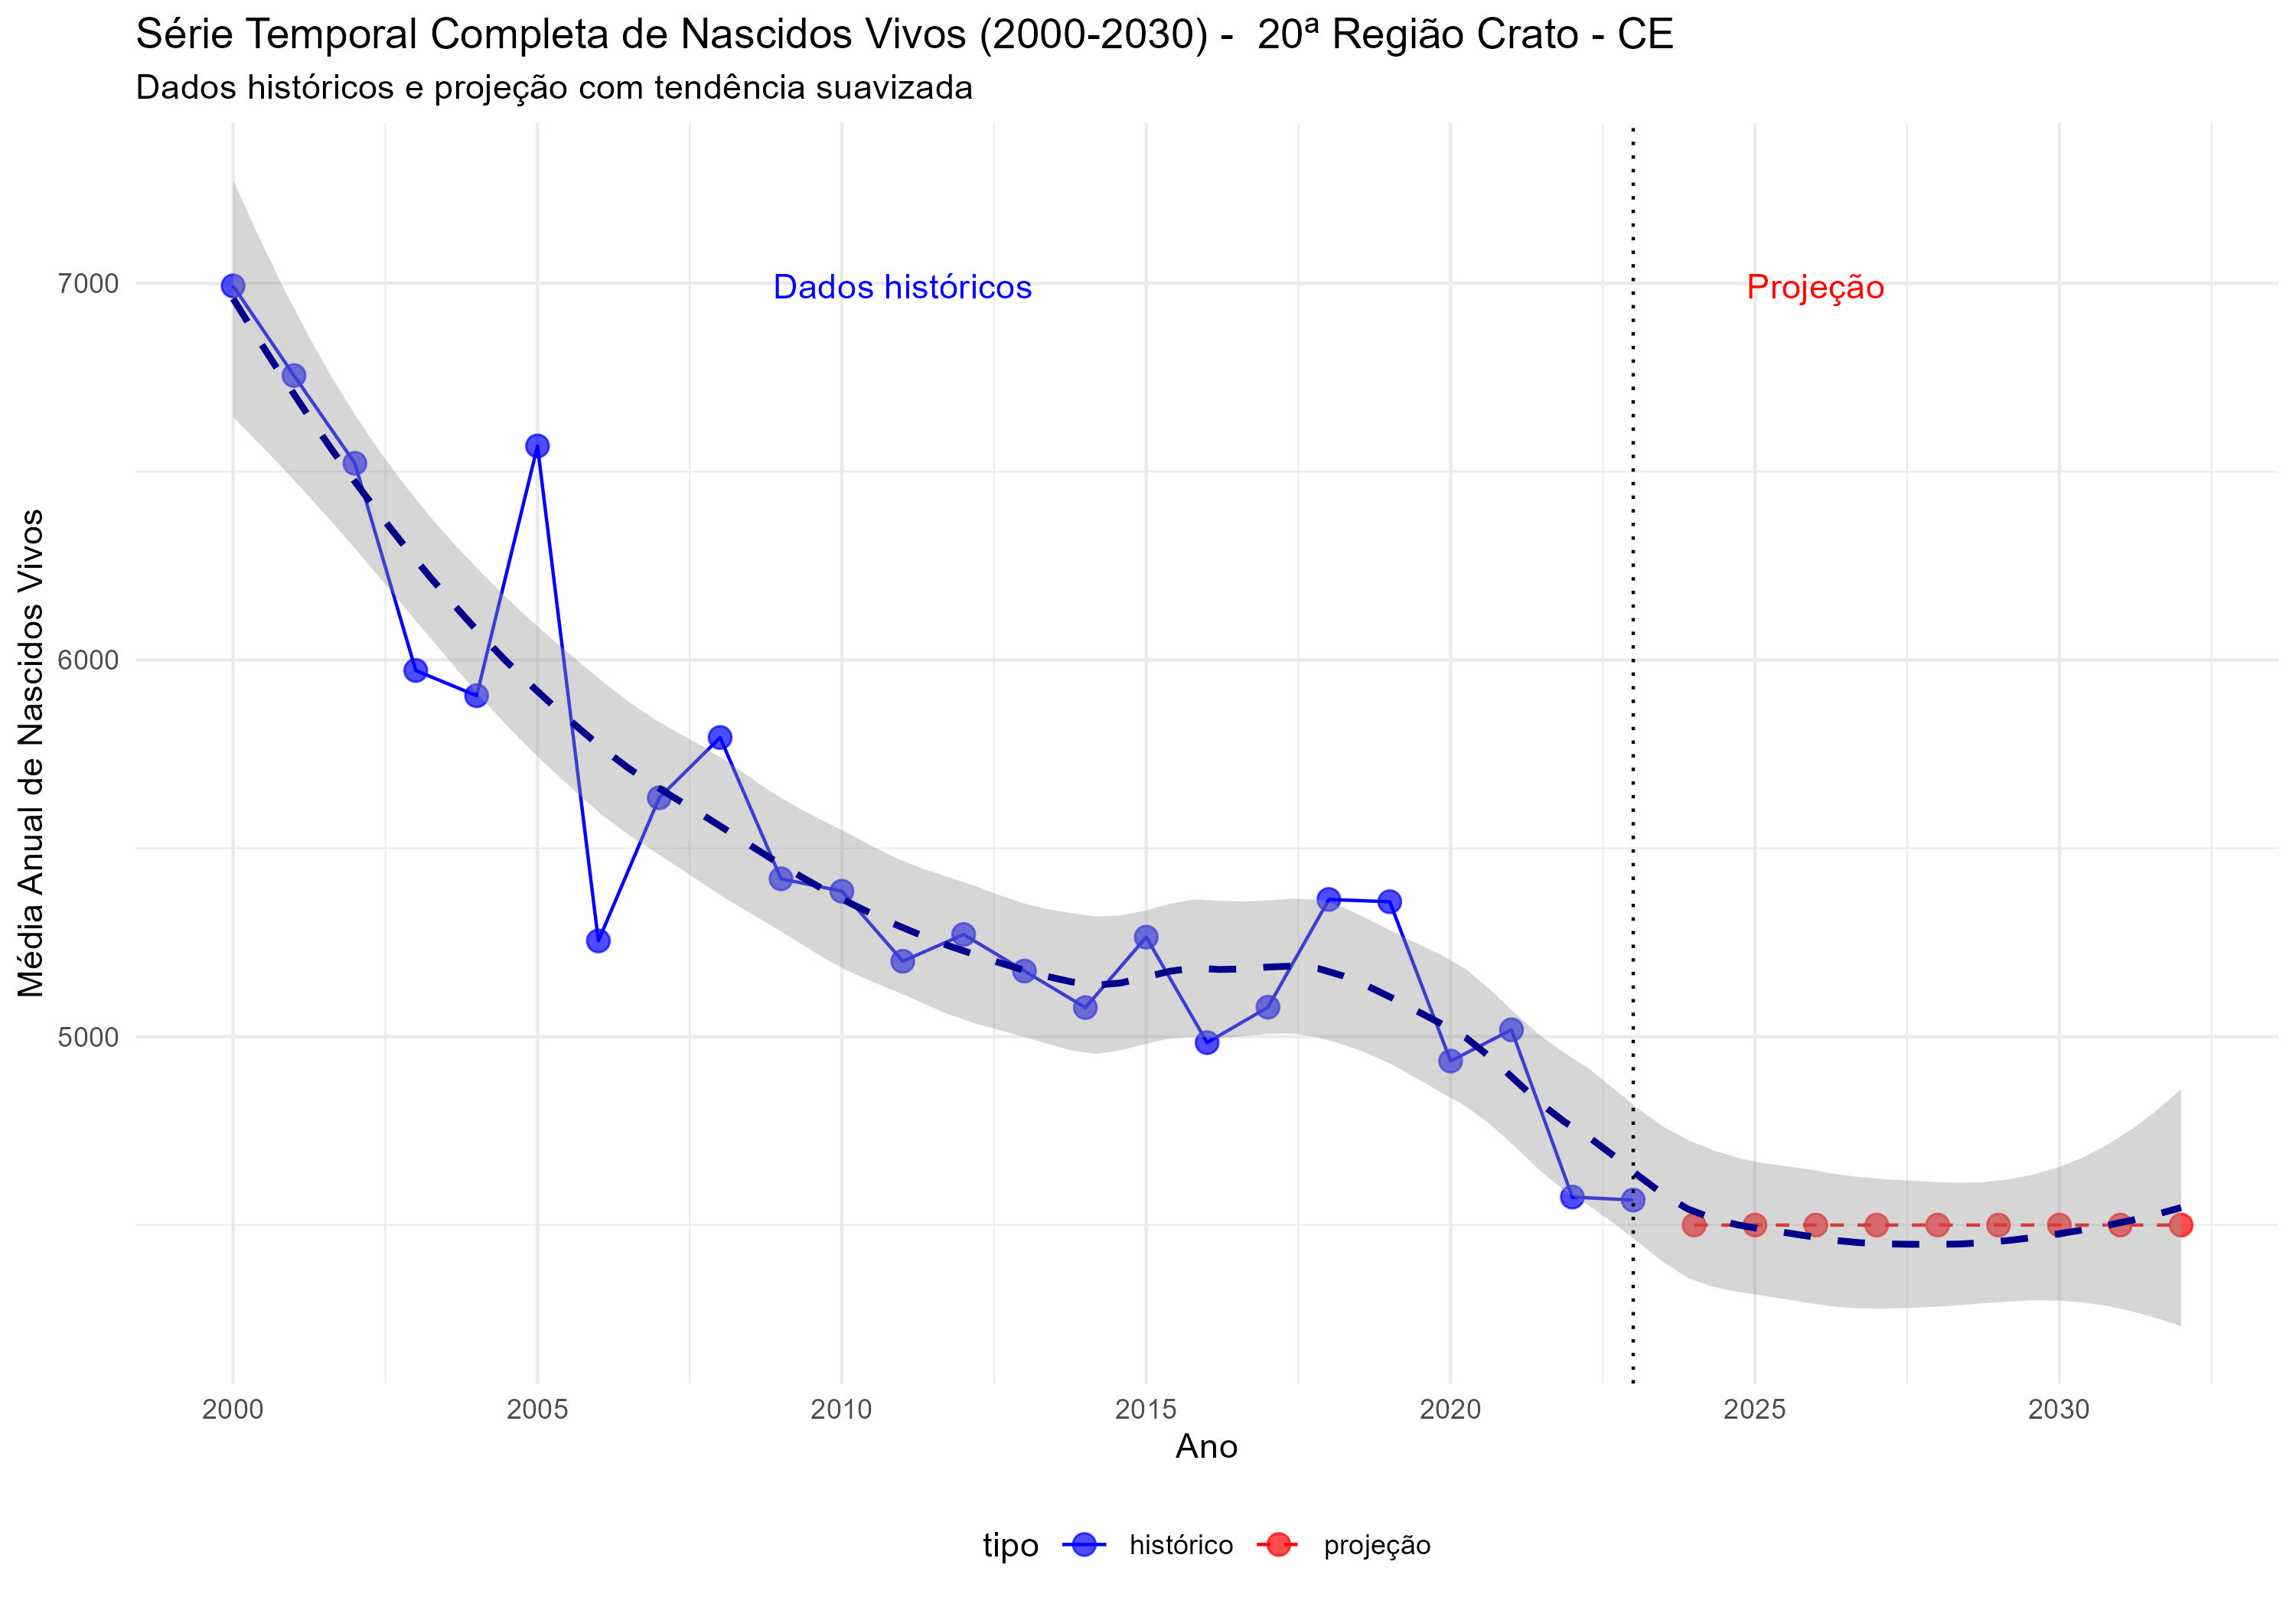 Série Temporal Completa de Nascidos Vivos (2000-2030) -  20ª Região Crato - CE
Dados históricos e projeção com tendência suavizada
Média Anual de Nascidos Vivos
7000
6000
5000
Dados históricos
Projeção
2000
2005
2010
2015
2020
2025
2030
Ano
tipo
histórico
projeção